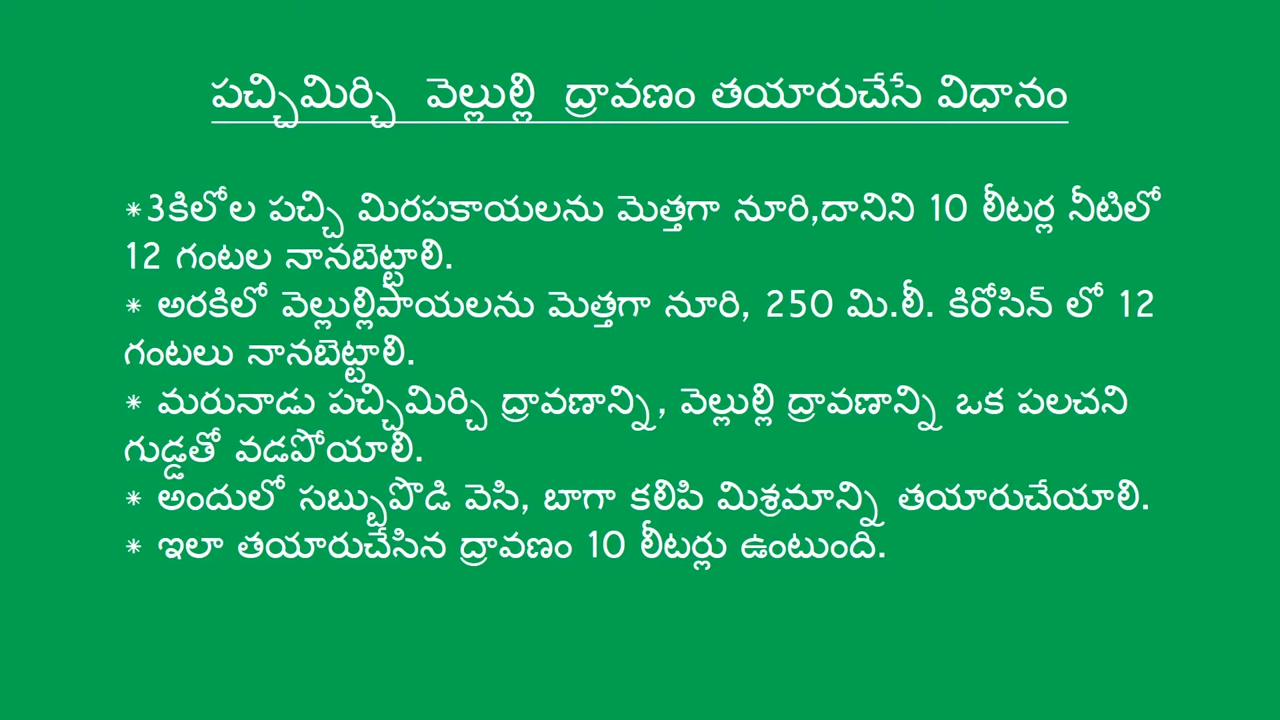 పచ్చిమిర్చి వెల్లుల్లి ద్రావణం తయారుచేసే విధానం
*3కిలోల పచ్చి మిరపకాయలను మెత్తగా నూరి,దానిని 10 లీటర్ల నీటిలో
12 గంటల నానబెట్టాలి.
* అరకిలో వెల్లుల్లిపాయలను మెత్తగా నూరి, 250 మి.లీ. కిరోసిన్ లో 12
గంటలు నానబెట్టాలి.
* మరునాడు పచ్చిమిర్చి ద్రావణాన్ని, వెల్లుల్లి ద్రావణాన్ని ఒక పలచని
గుడ్డతో వడపోయాలి.
* అందులో సబ్బుపొడి వెసి, బాగా కలిపి మిశ్రమాన్ని తయారుచేయాలి.
* ఇలా తయారుచేసిన ద్రావణం 10 లీటర్లు ఉంటుంది.